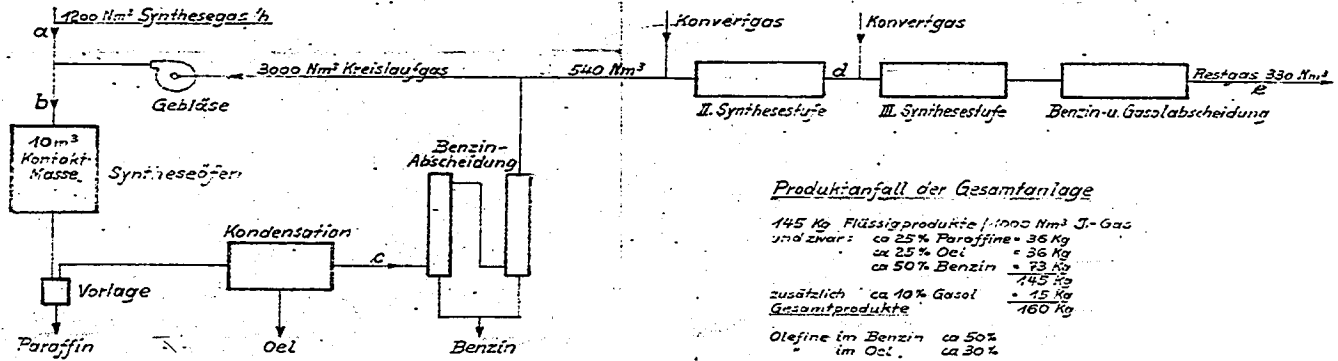 1200 Nm³ Synthesegas /h
a
Konvertgas
Konvertgas
3000 Nm³ Kreislaufgas
540 Nm³
d
Restgas 330 Nm³
e
Gebläse
II. Synthesestufe
III. Synthesestufe
Benzin-u. Gasolabscheidung
b
10 m³
Kontakt-
Masse
Syntheseöfen
Benzin-
Abscheidung
Kondensation
c
Vorlage
Paraffin
Oel
Benzin
Produktanfall der Gesamtanlage
145 Kg Flüssigprodukte / 1000 Nm³ J.-Gas
und zwar: ca 25% Paraffine = 36 Kg
ca 25% Oel = 36 Kg
ca 50% Benzin = 73 Kg
145 Kg
zusätzlich ca 10% Gasol = 15 Kg
Gesamtprodukte 160 Kg
Olefine im Benzin ca 50%
" im Oel. ca 30%